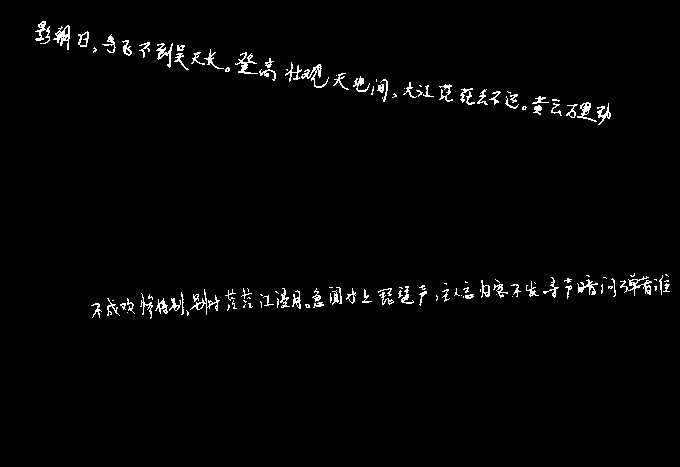 影朝日,鸟飞不到吴天长。登高壮观天地间,大江茫茫去不还。黄云万里动
不成欢惨将别,别时茫茫江浸月。忽闻水上琵琶声,主人忘归客不发寻声暗问弹者谁